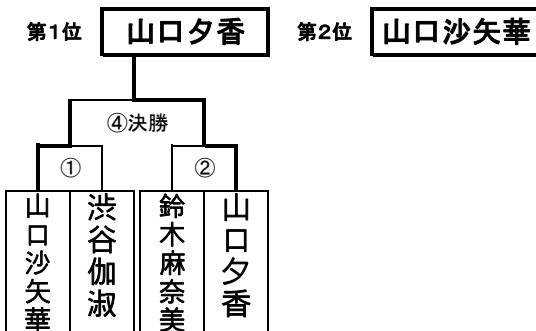 第1位 山口夕香 第2位 山口沙矢華
④決勝
① ②
山口沙矢華
渋谷伽淑
鈴木麻奈美
山口夕香